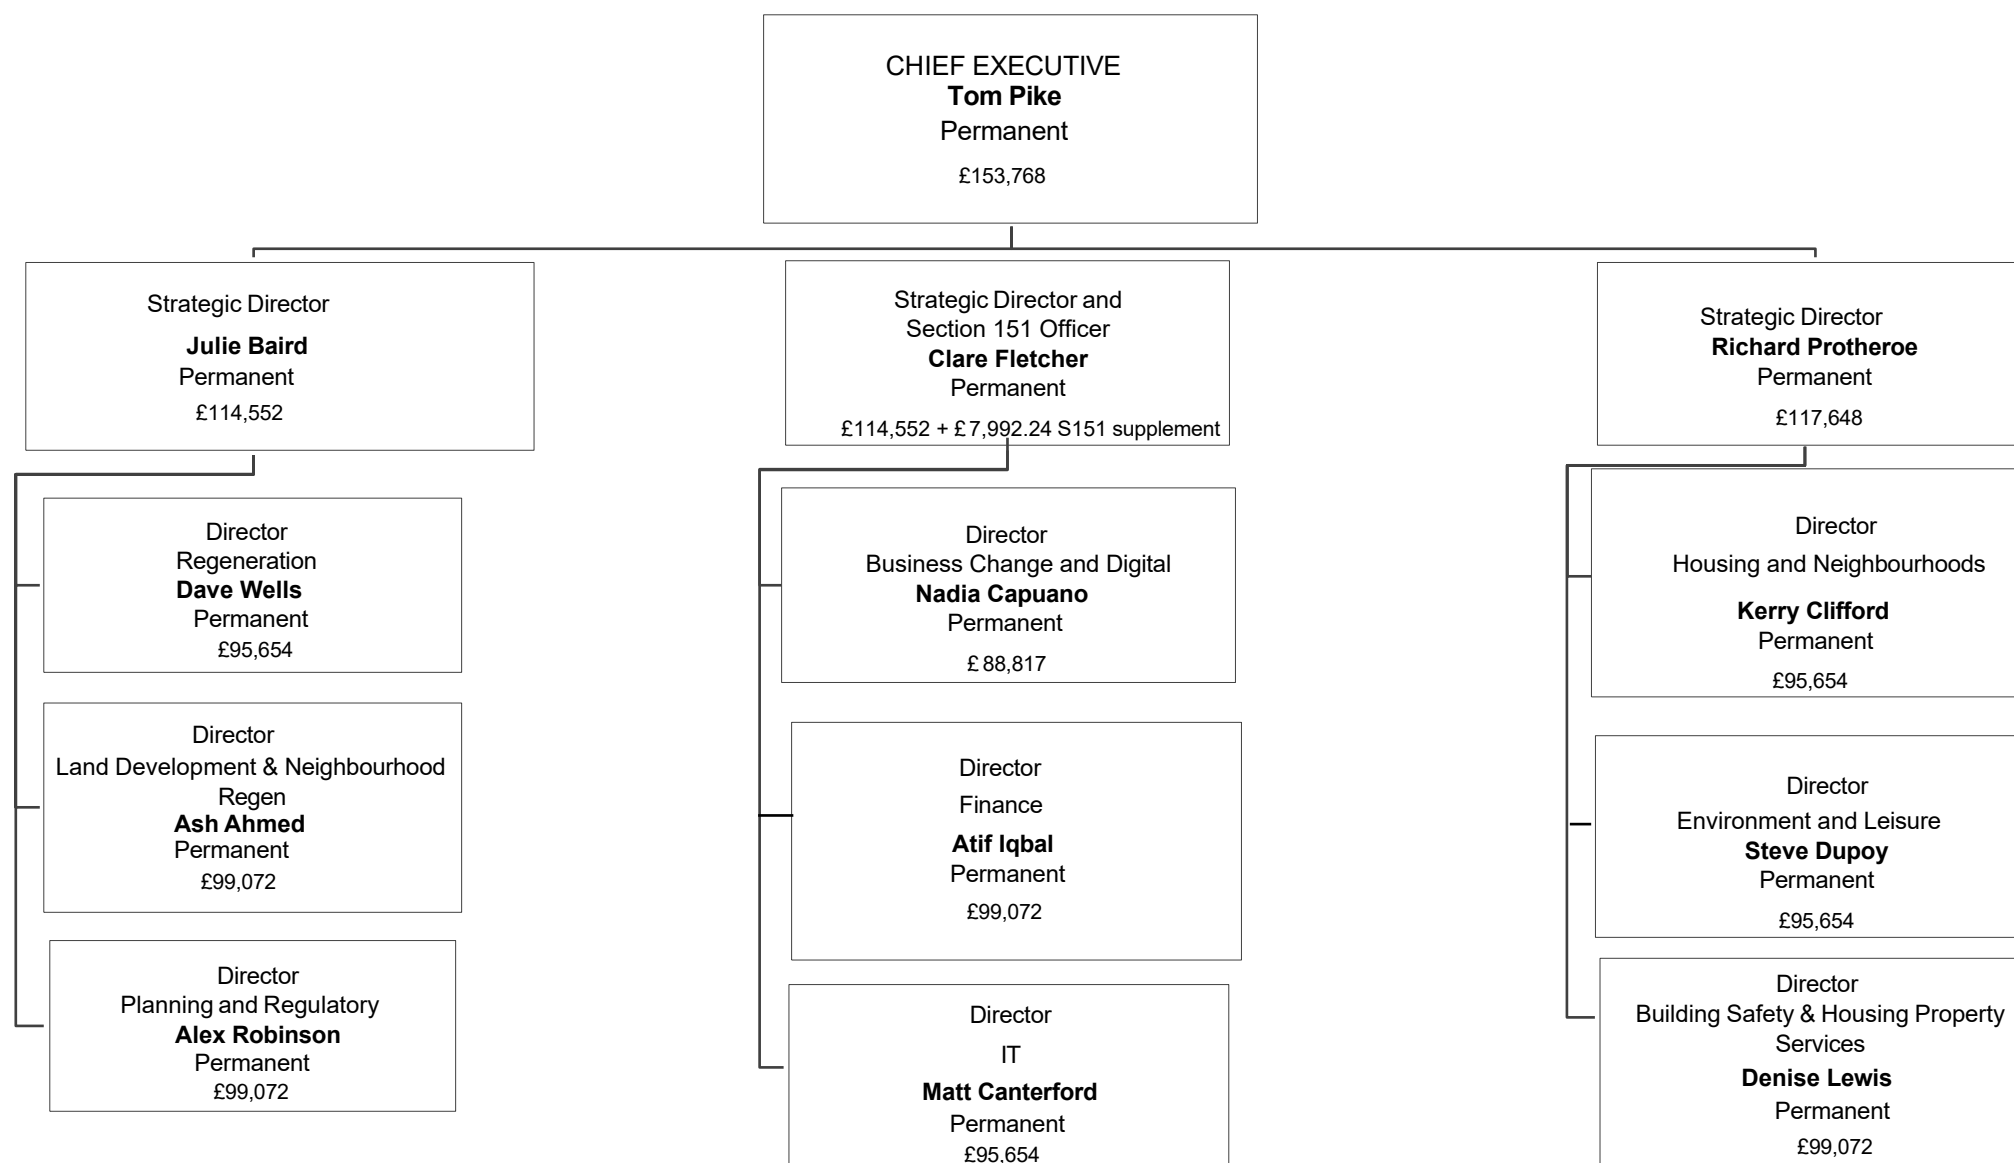 CHIEF EXECUTIVE
Tom Pike
Permanent
£153,768
Strategic Director
Julie Baird
Permanent
£114,552
Strategic Director and
Section 151 Officer
Clare Fletcher
Permanent
£114,552 + £7,992.24 S151 supplement
Strategic Director
Richard Protheroe
Permanent
£117,648
Director
Regeneration
Dave Wells
Permanent
£95,654
Director
Business Change and Digital
Nadia Capuano
Permanent
£88,817
Director
Housing and Neighbourhoods
Kerry Clifford
Permanent
£95,654
Director
Land Development & Neighbourhood
Regen
Ash Ahmed
Permanent
£99,072
Director
Finance
Atif Iqbal
Permanent
£99,072
Director
Environment and Leisure
Steve Dupoy
Permanent
£95,654
Director
Planning and Regulatory
Alex Robinson
Permanent
£99,072
Director
IT
Matt Canterford
Permanent
£95,654
Director
Building Safety & Housing Property
Services
Denise Lewis
Permanent
£99,072